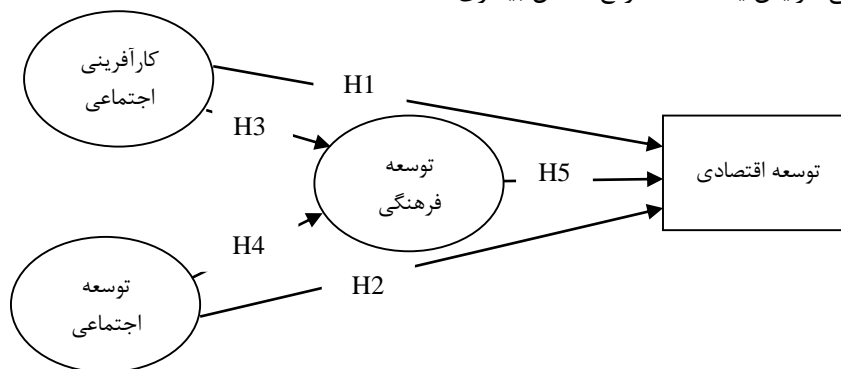 کارآفرینی
اجتماعی
H1
H3
توسعه
فرهنگی
H5
توسعه اقتصادی
H4
H2
توسعه
اجتماعی